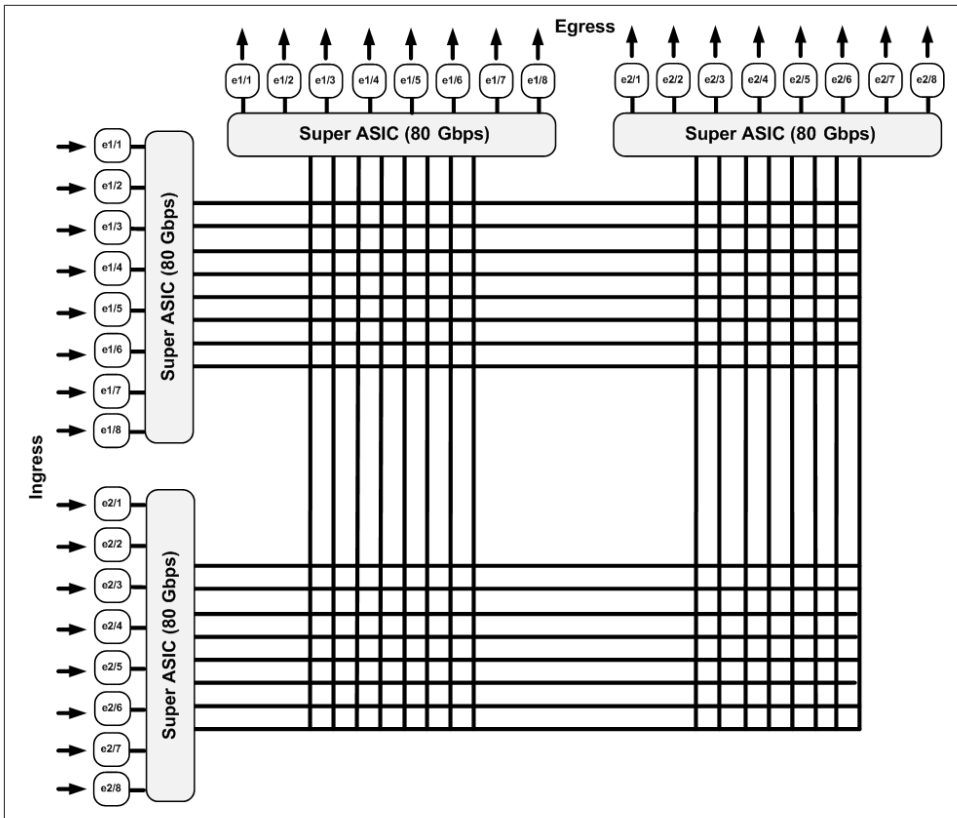 Egress
e1/1
e1/2
e1/3
e1/4
e1/5
e1/6
e1/7
e1/8
e2/1
e2/2
e2/3
e2/4
e2/5
e2/6
e2/7
e2/8
Super ASIC (80 Gbps)
Super ASIC (80 Gbps)
Ingress
e1/1
e1/2
e1/3
e1/4
e1/5
e1/6
e1/7
e1/8
Super ASIC (80 Gbps)
e2/1
e2/2
e2/3
e2/4
e2/5
e2/6
e2/7
e2/8
Super ASIC (80 Gbps)